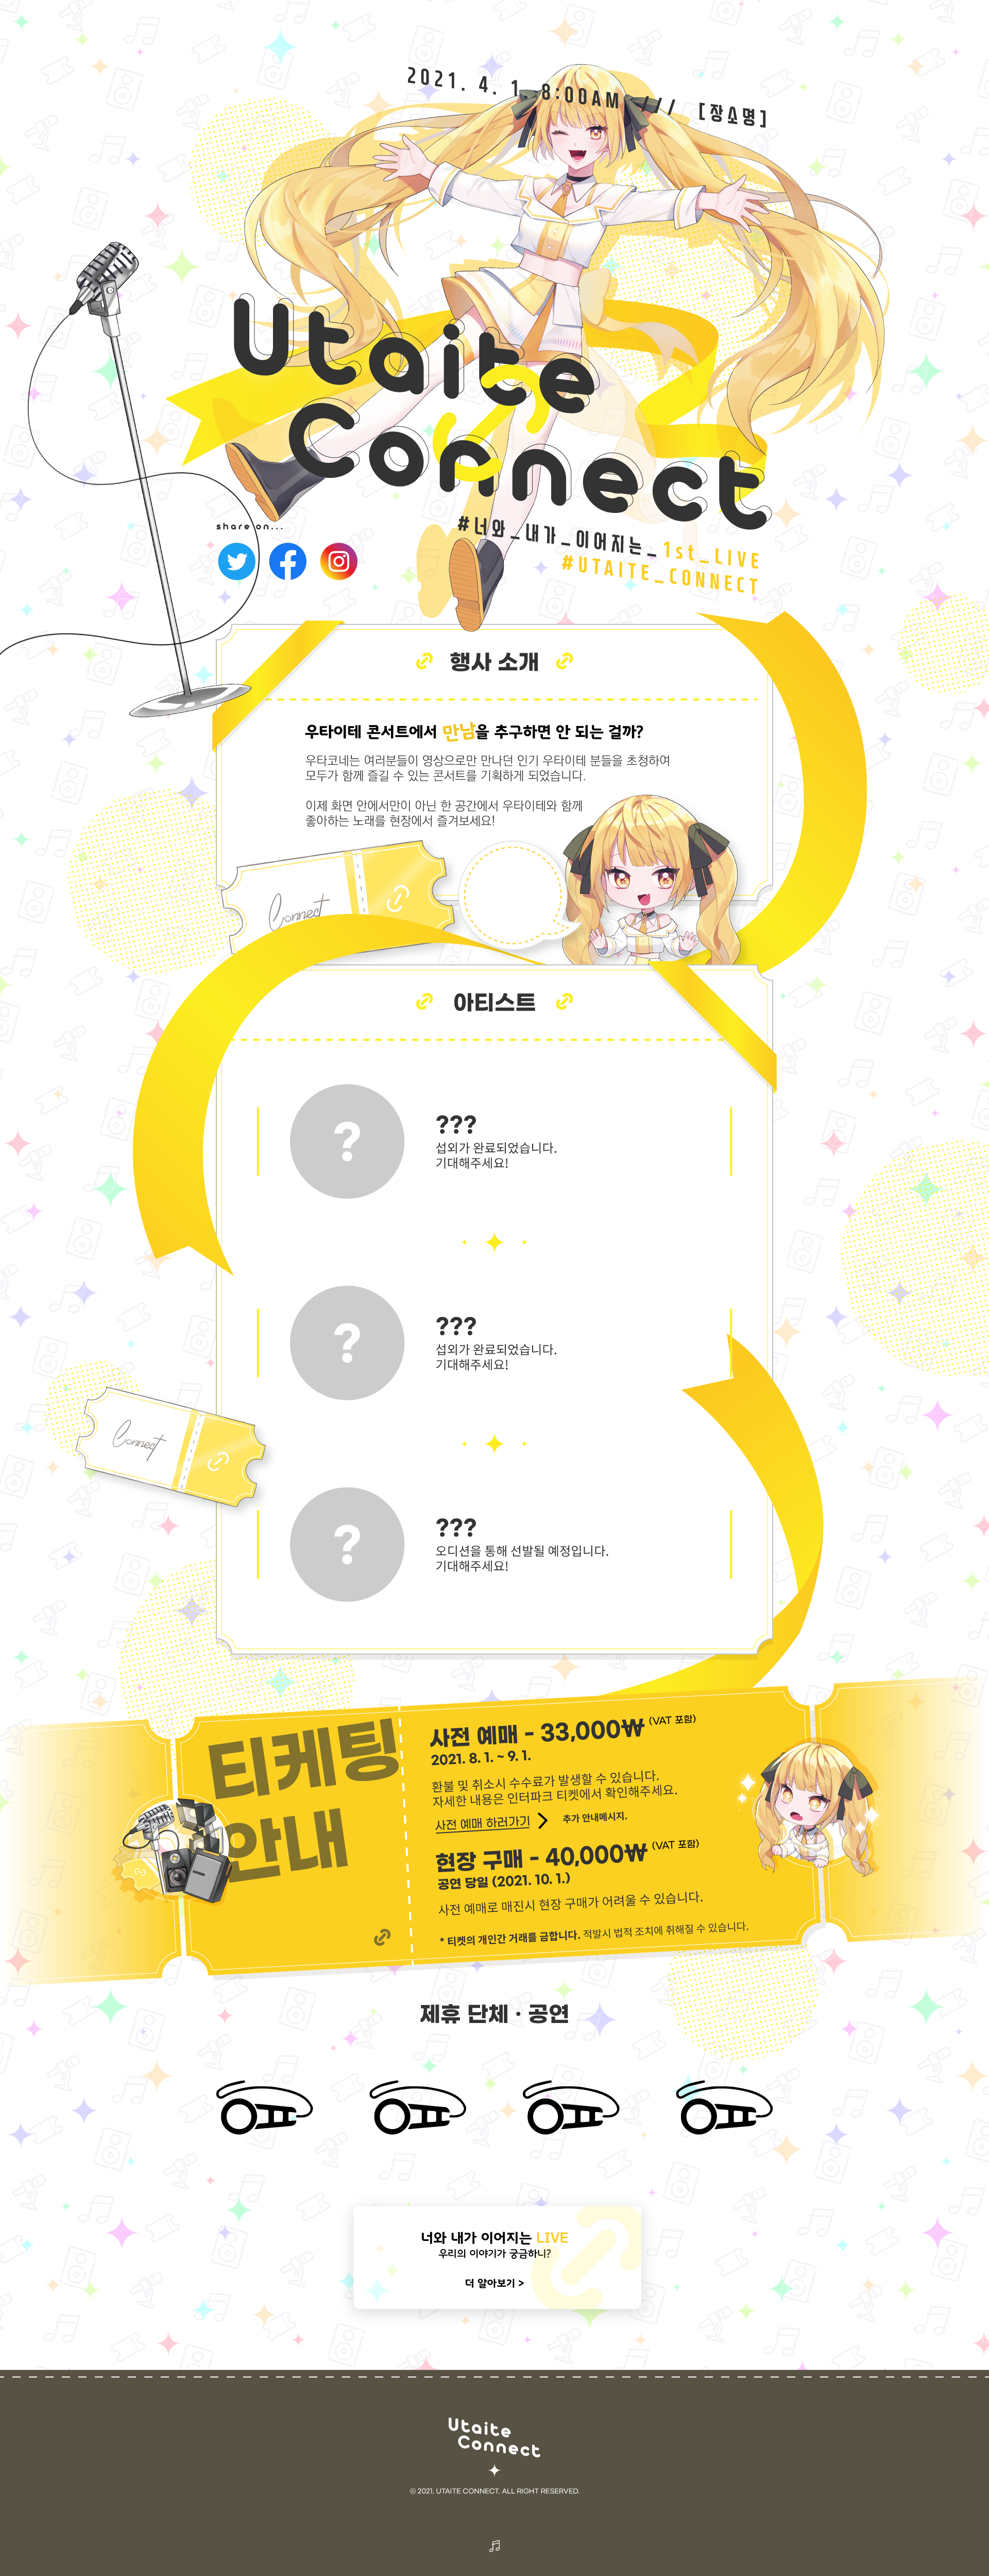 2021. 4. 1. 8:00AM /// [장소명]
Utaite
Connect
#너와_내가_이어지는_1st_LIVE
#UTAITE_CONNECT
share on...
행사 소개
우타이테 콘서트에서 만남을 추구하면 안 되는 걸까?
우타코네는 여러분들이 영상으로만 만나던 인기 우타이테 분들을 초청하여
모두가 함께 즐길 수 있는 콘서트를 기획하게 되었습니다.
이제 화면 안에서만이 아닌 한 공간에서 우타이테와 함께
좋아하는 노래를 현장에서 즐겨보세요!
Connect
아티스트
?
???
섭외가 완료되었습니다.
기대해주세요!
?
???
섭외가 완료되었습니다.
기대해주세요!
Connect
?
???
오디션을 통해 선발될 예정입니다.
기대해주세요!
티케팅
안내
사전 예매 - 33,000₩ (VAT 포함)
2021. 8. 1. ~ 9. 1.
환불 및 취소시 수수료가 발생할 수 있습니다.
자세한 내용은 인터파크 티켓에서 확인해주세요.
사전 예매 하러가기 > 추가 안내메시지.
현장 구매 - 40,000₩ (VAT 포함)
공연 당일 (2021. 10. 1.)
사전 예매로 매진시 현장 구매가 어려울 수 있습니다.
* 티켓의 개인간 거래를 금합니다. 적발시 법적 조치에 취해질 수 있습니다.
제휴 단체 · 공연
너와 내가 이어지는 LIVE
우리의 이야기가 궁금하니?
더 알아보기 >
Utaite
Connect
ⓒ 2021. UTAITE CONNECT. ALL RIGHT RESERVED.